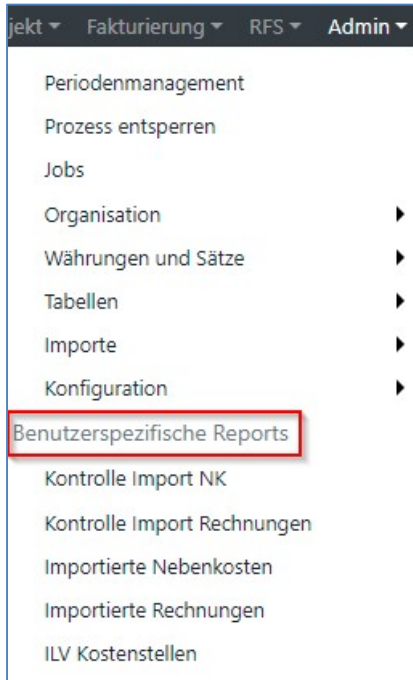 jekt Fakturierung RFS Admin
Periodenmanagement
Prozess entsperren
Jobs
Organisation
Währungen und Sätze
Tabellen
Importe
Konfiguration
Benutzerspezifische Reports
Kontrolle Import NK
Kontrolle Import Rechnungen
Importierte Nebenkosten
Importierte Rechnungen
ILV Kostenstellen